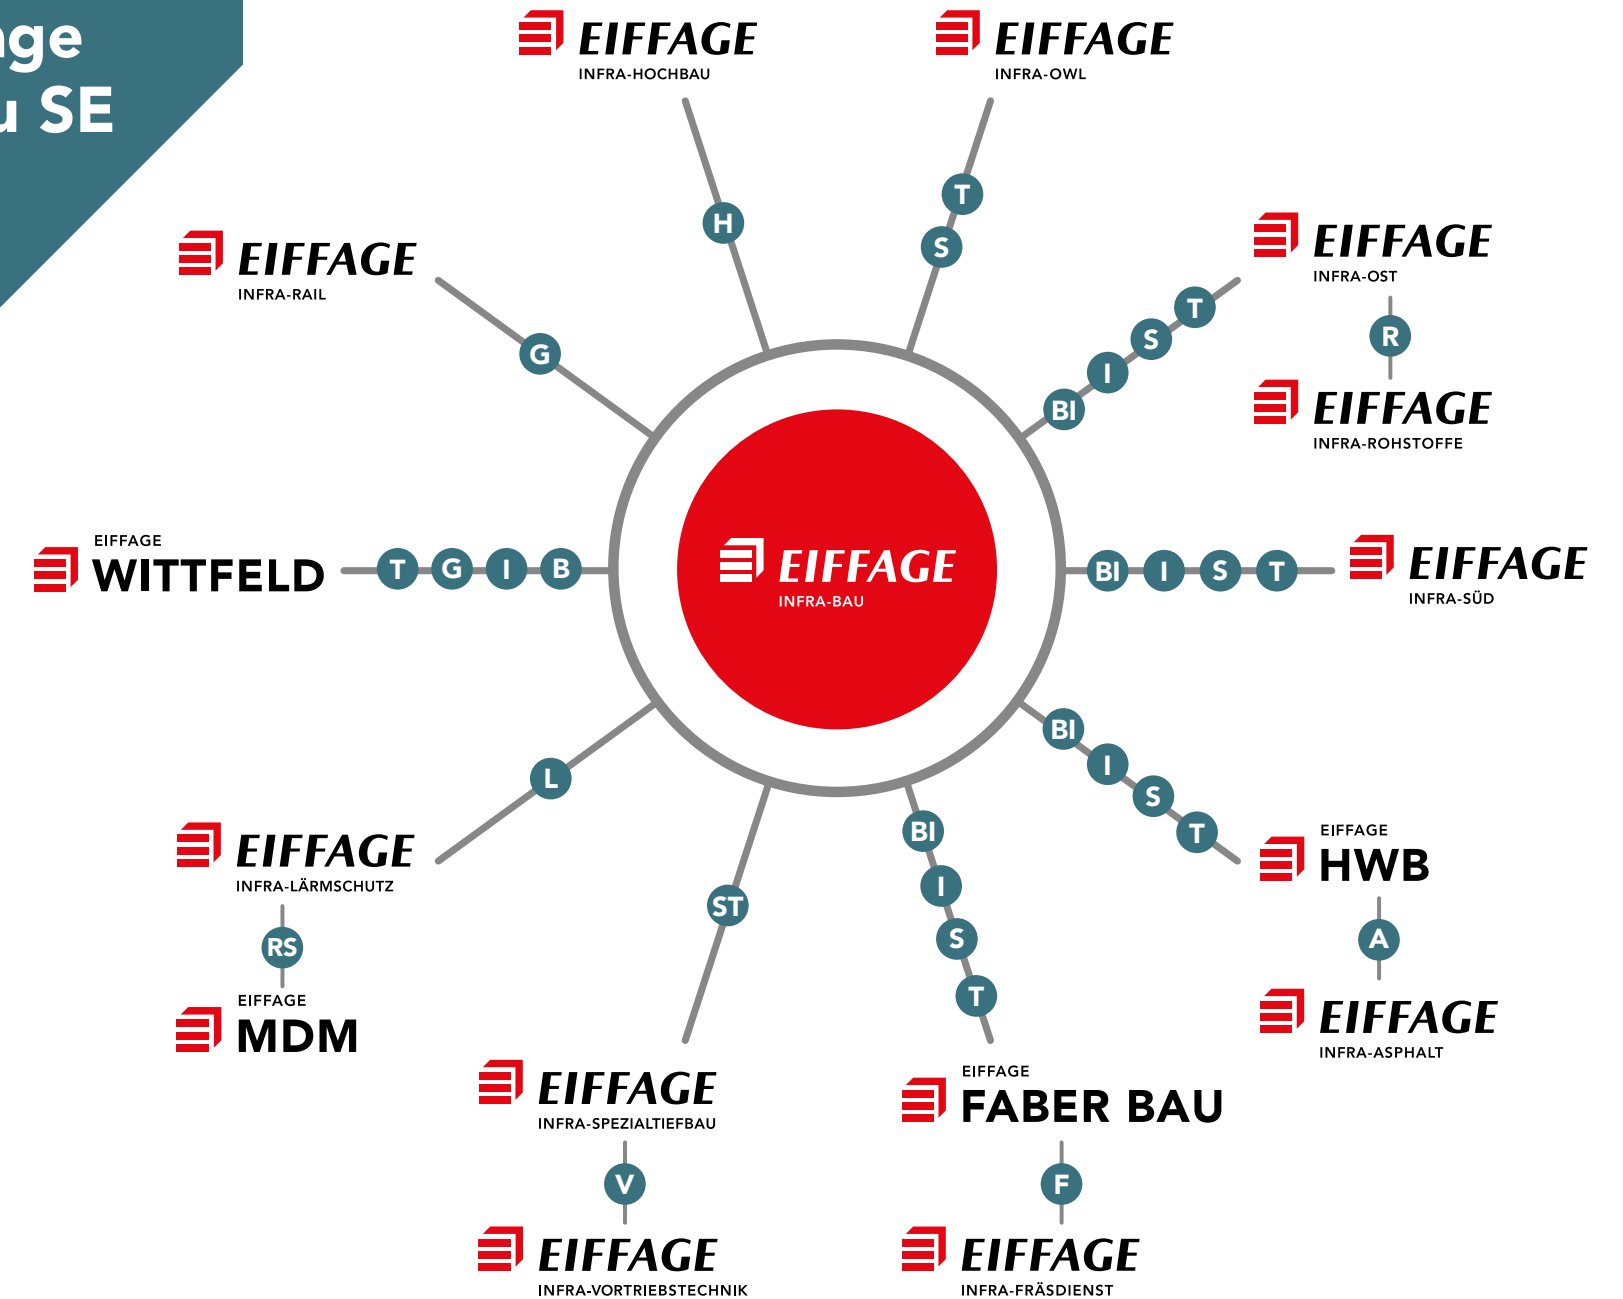 u SE
EIFFAGE
INFRA-HOCHBAU
EIFFAGE
INFRA-OWL
H
T
S
EIFFAGE
INFRA-RAIL
G
EIFFAGE
INFRA-OST
T
S
I
BI
R
EIFFAGE
INFRA-ROHSTOFFE
EIFFAGE
WITTFELD
T G I B
EIFFAGE
INFRA-BAU
BI I S T
EIFFAGE
INFRA-SÜD
BI
I
S
T
EIFFAGE
HWB
A
EIFFAGE
INFRA-ASPHALT
L
EIFFAGE
INFRA-LÄRMSCHUTZ
RS
EIFFAGE
MDM
ST
EIFFAGE
INFRA-SPEZIALTIEFBAU
V
EIFFAGE
INFRA-VORTRIEBSTECHNIK
BI
I
S
T
EIFFAGE
FABER BAU
F
EIFFAGE
INFRA-FRÄSDIENST